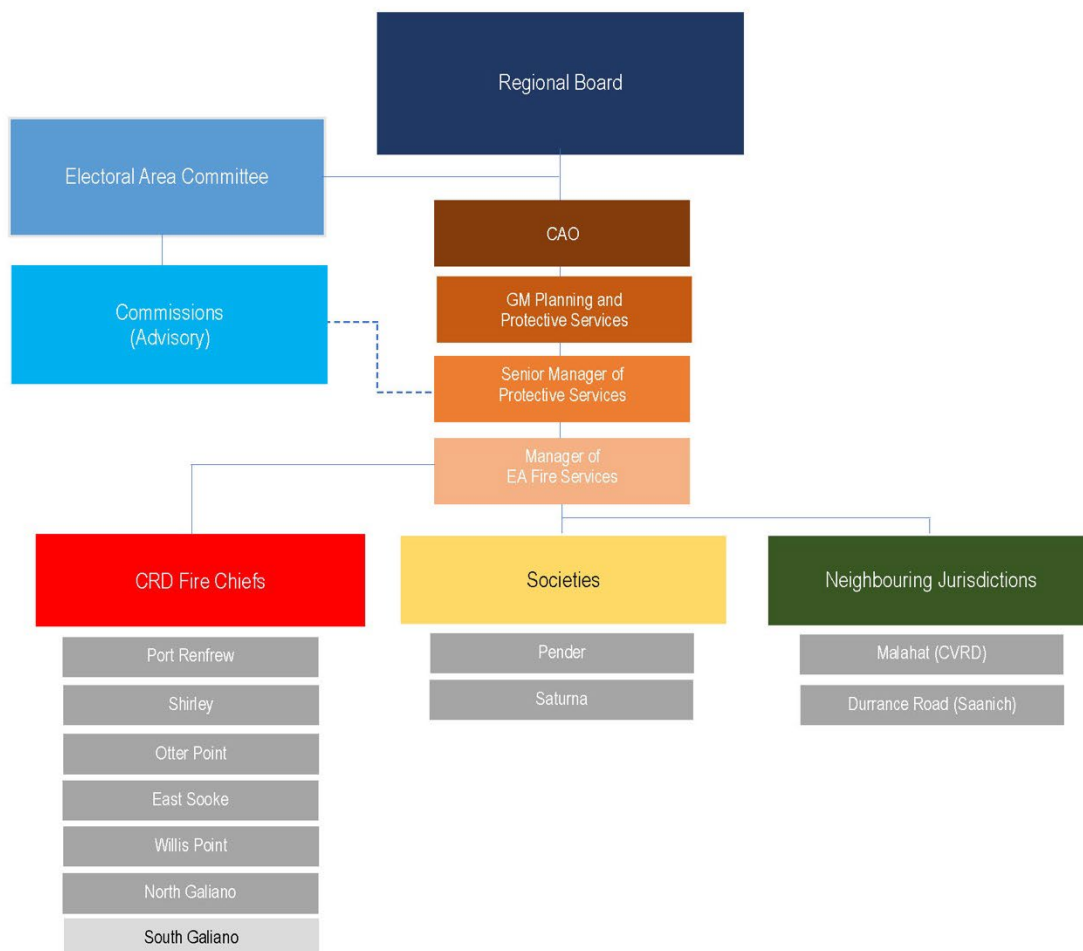 Regional Board
Electoral Area Committee
CAO
Commissions
(Advisory)
GM Planning and
Protective Services
Senior Manager of
Protective Services
Manager of
EA Fire Services
CRD Fire Chiefs
Port Renfrew
Shirley
Otter Point
East Sooke
Willis Point
North Galiano
South Galiano
Societies
Pender
Saturna
Neighbouring Jurisdictions
Malahat (CVRD)
Durrance Road (Saanich)